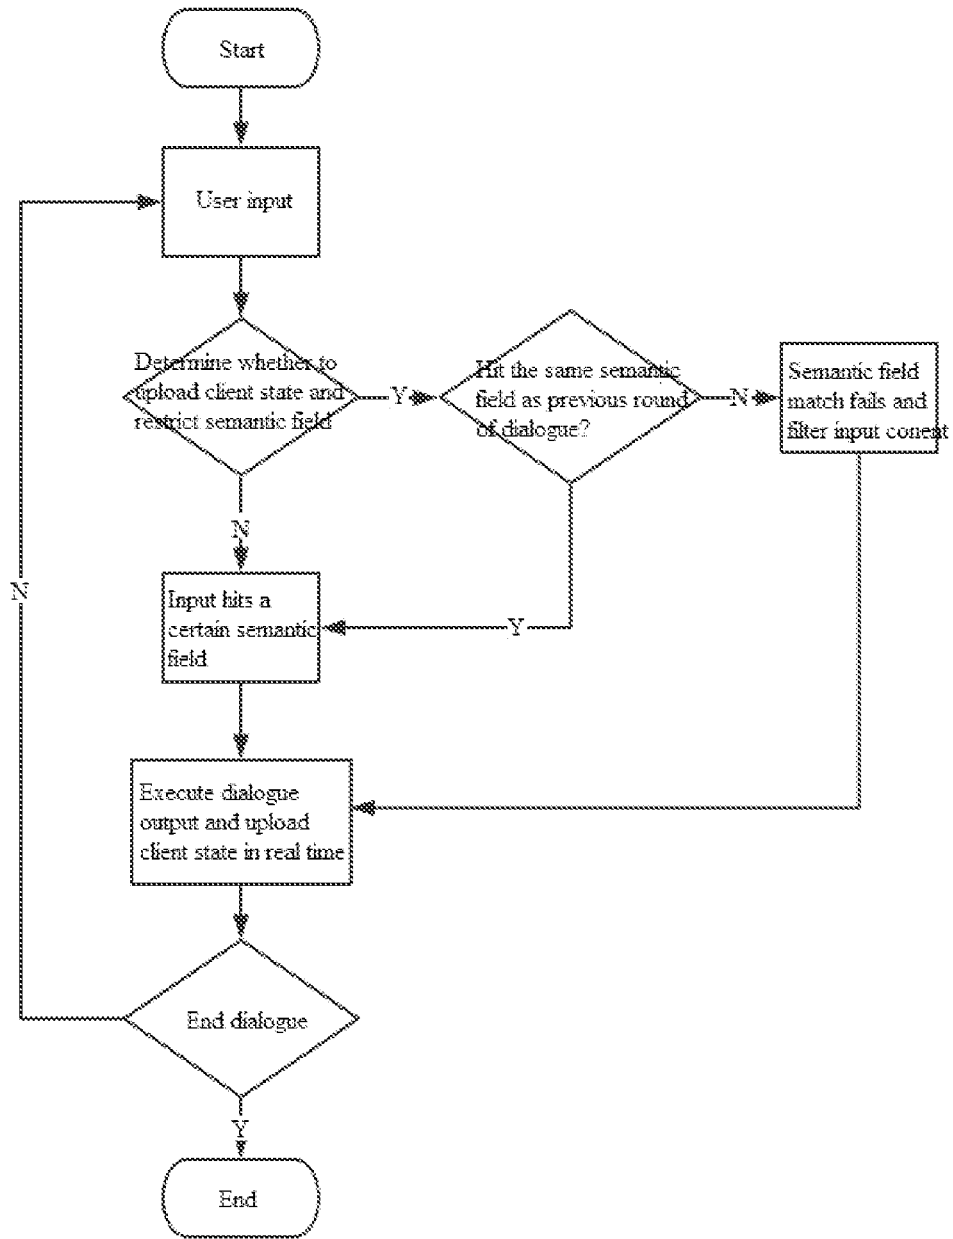 Start
User input
Determine whether to
upload client state and
restrict semantic field
Y
Hit the same semantic
field as previous round
of dialogue?
N
Semantic field
match fails and
filter input conent
N
N
Input hits a
certain semantic
field
Y
Execute dialogue
output and upload
client state in real time
End dialogue
Y
End